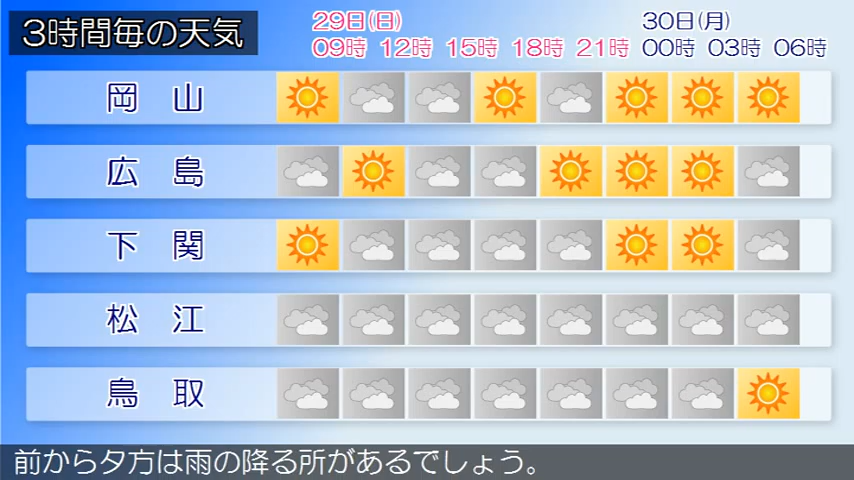 3時間毎の天気
29日(日) 30日(月)
09時 12時 15時 18時 21時 00時 03時 06時
岡 山
広 島
下 関
松 江
鳥 取
前から夕方は雨の降る所があるでしょう。